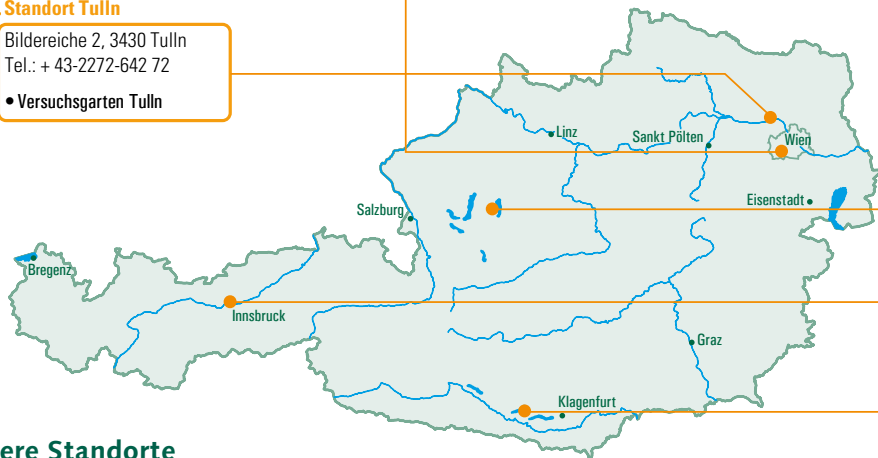 Standort Tulln
Bildereiche 2, 3430 Tulln
Tel.: + 43-2272-642 72
• Versuchsgarten Tulln
Linz
Sankt Pölten
Wien
Eisenstadt
Salzburg
Bregenz
Innsbruck
Graz
Klagenfurt
ere Standorte